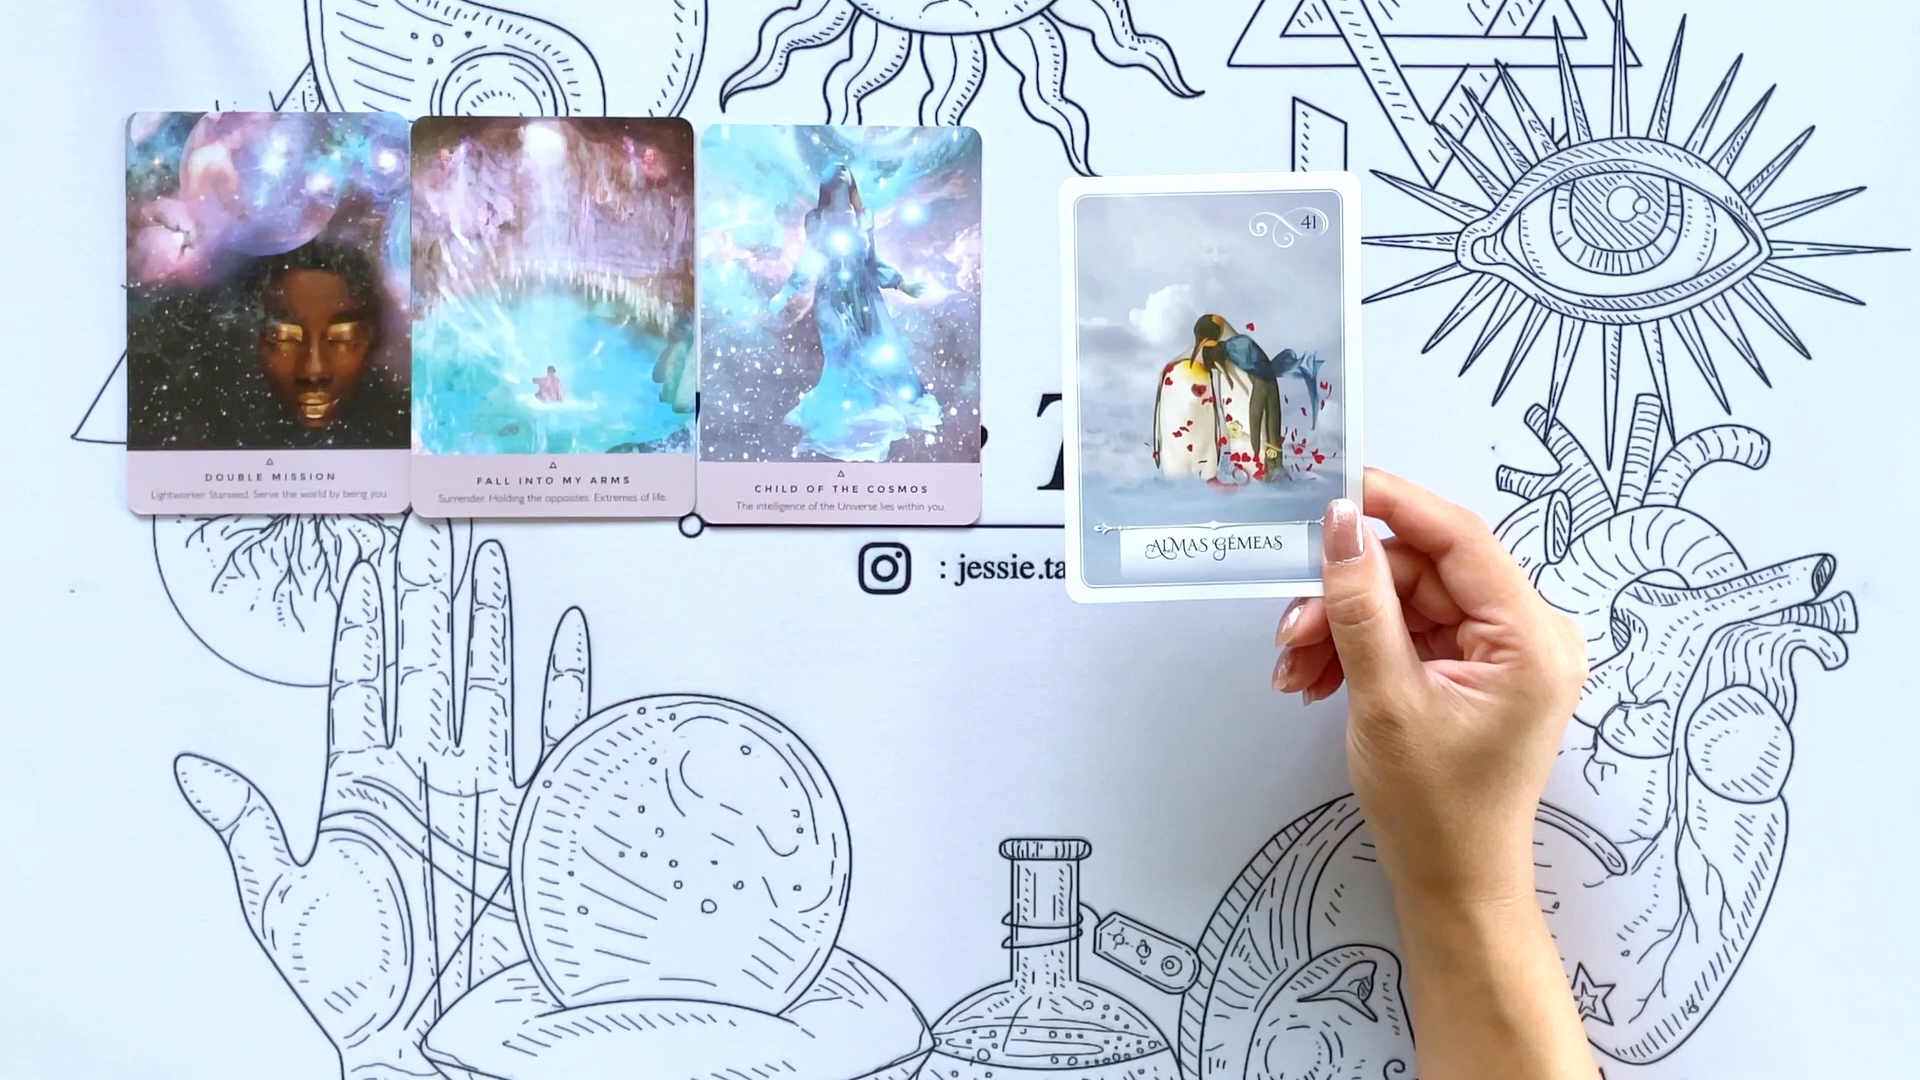 DOUBLE MISSION
Lightworker Starseed. Serve the world by being you.
FALL INTO MY ARMS
Surrender. Holding the opposites. Extremes of life.
CHILD OF THE COSMOS
The intelligence of the Universe lies within you.
41
ALMAS GÉMEAS
T
: jessie.ta